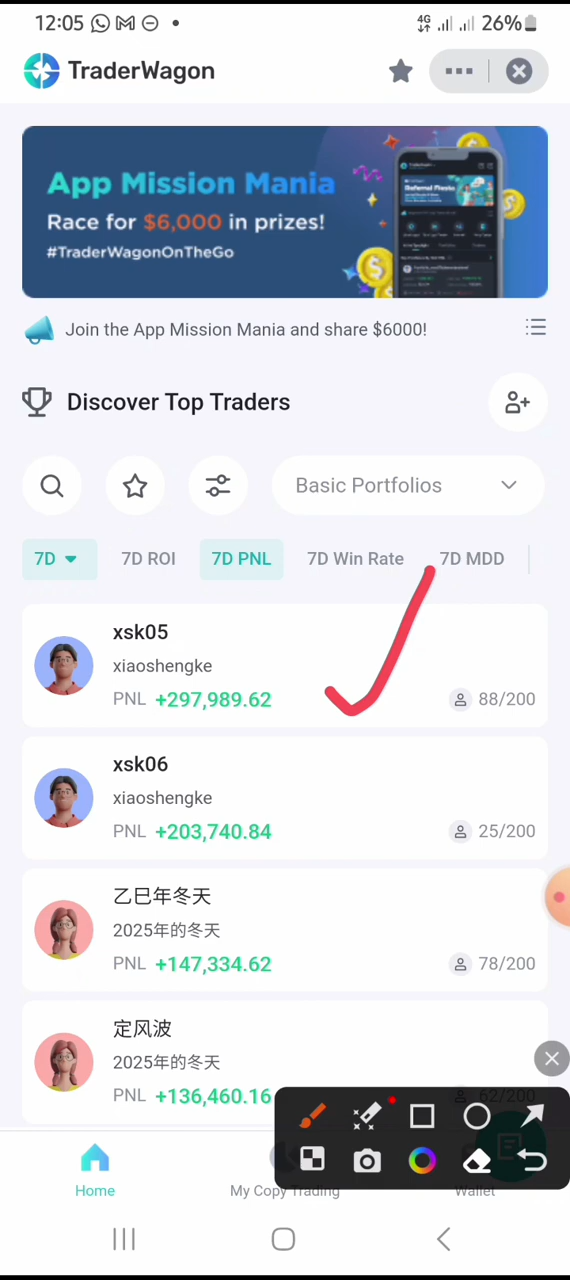 12:05
4G 26%
TraderWagon
App Mission Mania
Race for $6,000 in prizes!
#TraderWagonOnTheGo
Join the App Mission Mania and share $6000!
Discover Top Traders
Basic Portfolios
7D 7D ROI 7D PNL 7D Win Rate 7D MDD
xsk05
xiaoshengke
PNL +297,989.62 88/200
xsk06
xiaoshengke
PNL +203,740.84 25/200
乙巳年冬天
2025年的冬天
PNL +147,334.62 78/200
定风波
2025年的冬天
PNL +136,460.16 62/200
Home My Copy Trading Wallet